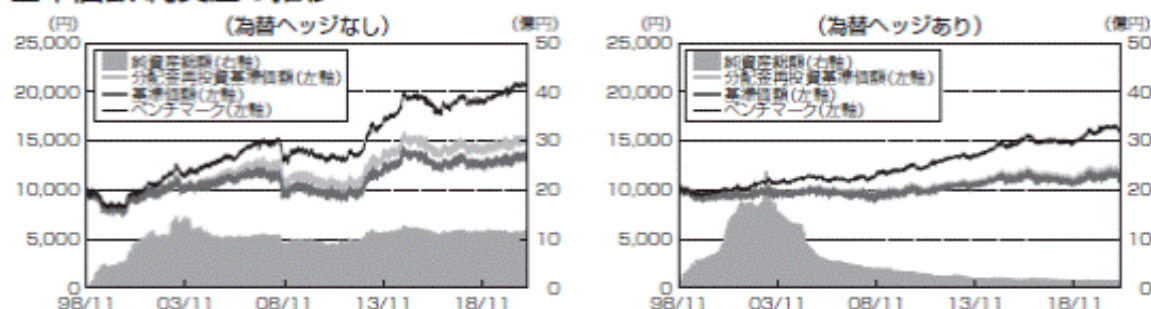 (為替ヘッジなし)
(円)
(億円)
25,000
20,000
15,000
10,000
5,000
0
50
40
30
20
10
0
純資産総額(右軸)
分配金再投資基準価額(左軸)
基準価額(左軸)
ベンチマーク(左軸)
98/11 03/11 08/11 13/11 18/11
(為替ヘッジあり)
(円)
(億円)
25,000
20,000
15,000
10,000
5,000
0
50
40
30
20
10
0
純資産総額(右軸)
分配金再投資基準価額(左軸)
基準価額(左軸)
ベンチマーク(左軸)
98/11 03/11 08/11 13/11 18/11